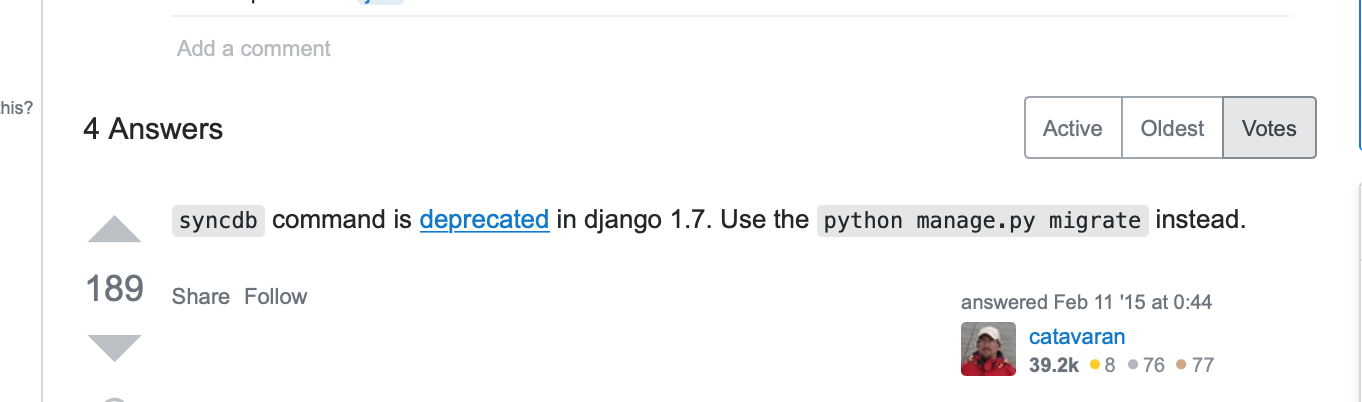 Add a comment
his?
4 Answers
Active Oldest Votes
syncdb command is deprecated in django 1.7. Use the python manage.py migrate instead.
189
Share Follow
answered Feb 11 '15 at 0:44
catavaran
39.2k 8 76 77